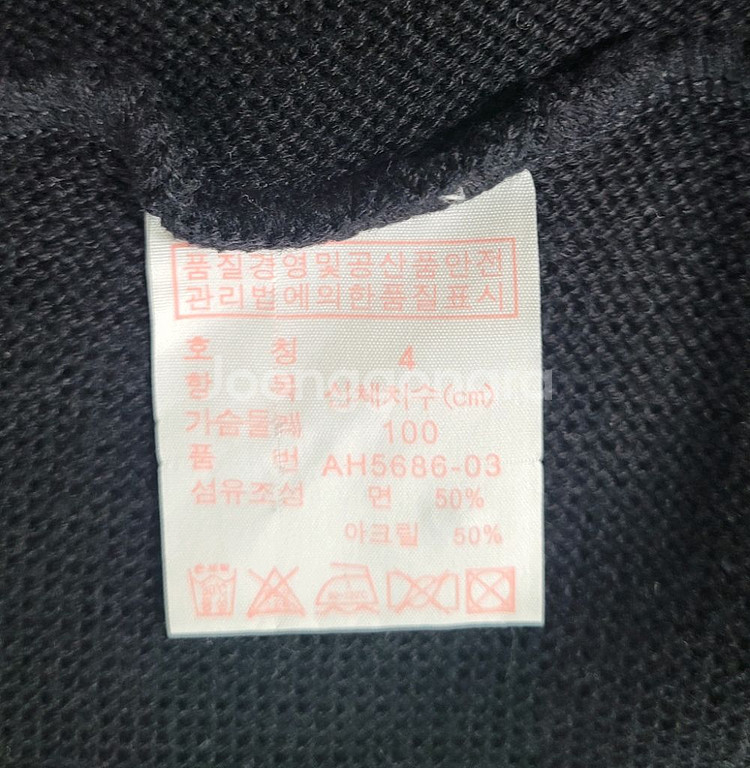 품질경영및공산품안전
관리법에의한품질표시
호 칭 4
항 목 신체치수(cm)
가슴둘레 100
품 번 AH5686-03
섬유조성 면 50%
아크릴 50%
Joonggonara